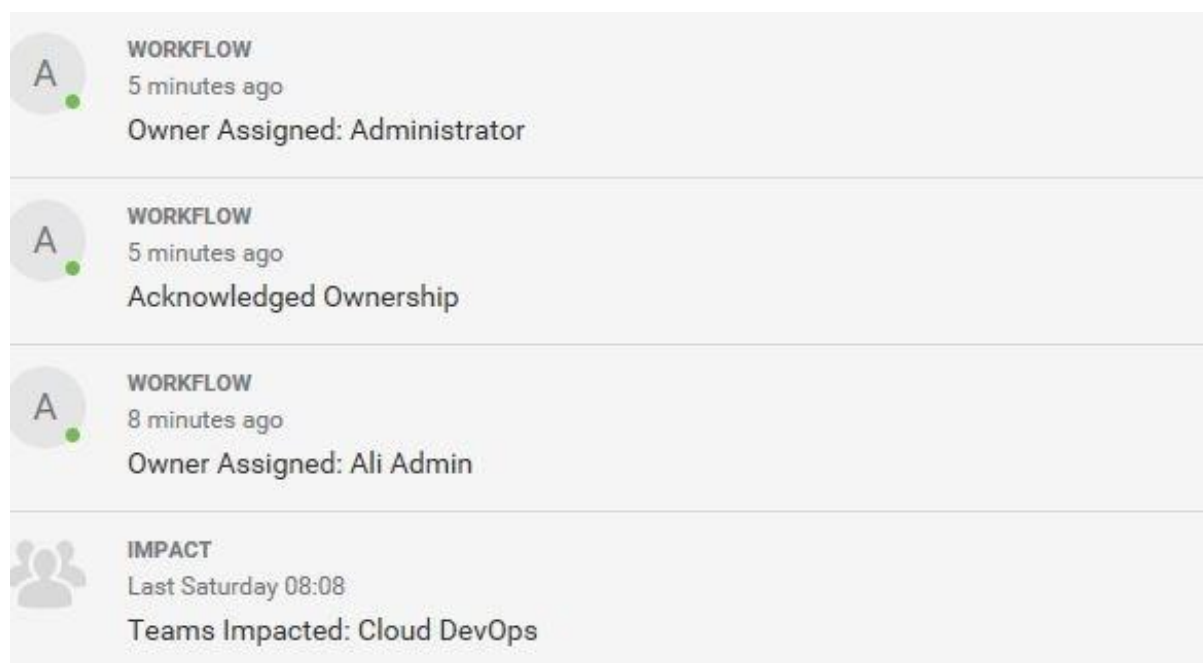 A
WORKFLOW
5 minutes ago
Owner Assigned: Administrator
A
WORKFLOW
5 minutes ago
Acknowledged Ownership
A
WORKFLOW
8 minutes ago
Owner Assigned: Ali Admin
IMPACT
Last Saturday 08:08
Teams Impacted: Cloud DevOps